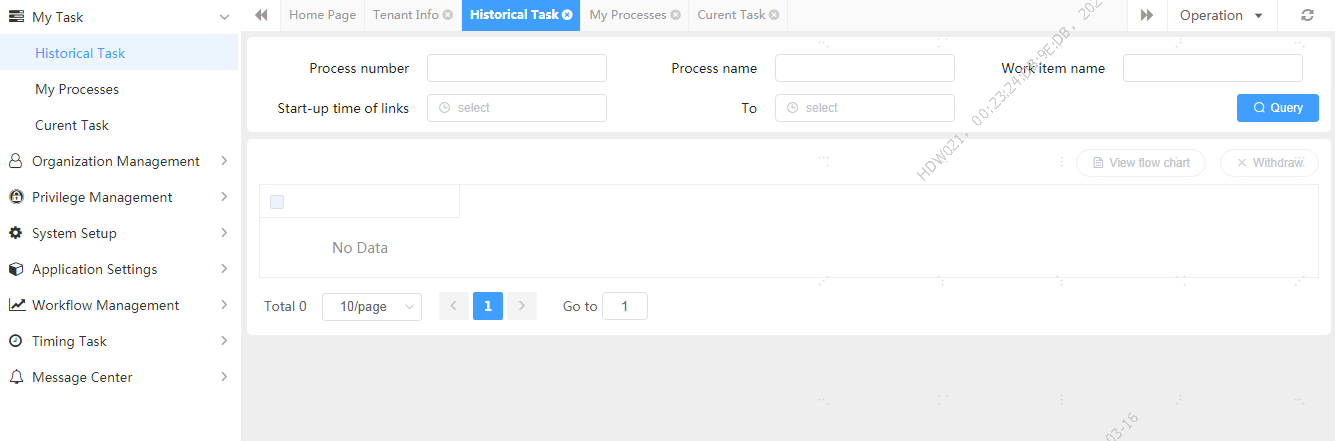 My Task
Historical Task
My Processes
Curent Task
Organization Management
Privilege Management
System Setup
Application Settings
Workflow Management
Timing Task
Message Center
Home Page Tenant Info Historical Task My Processes Curent Task Operation
Process number Process name Work item name
Start-up time of links select To select Query
View flow chart Withdraw
No Data
Total 0 10/page 1 Go to 1
HDW021, 00:23:24:DB:9E:DB, 202
03-16